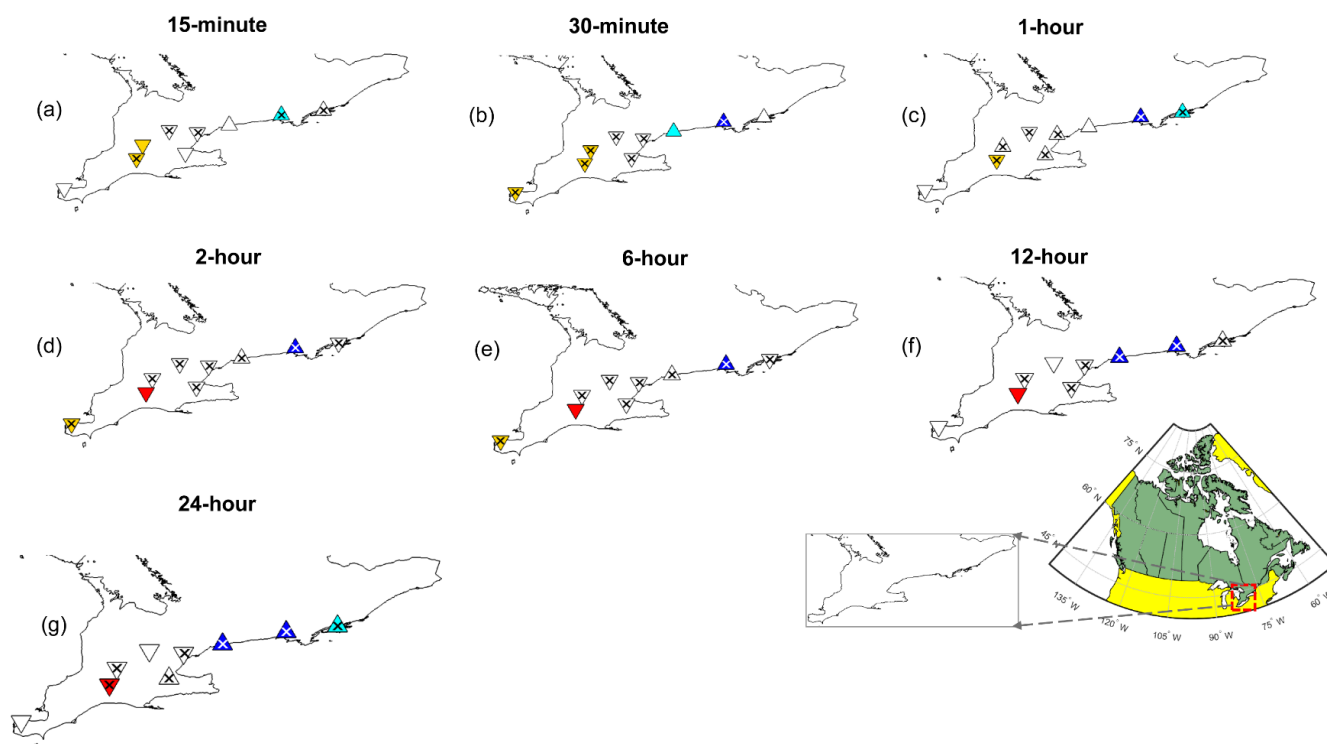 15-minute
30-minute
1-hour
(a)
(b)
(c)
2-hour
6-hour
12-hour
(d)
(e)
(f)
24-hour
(g)
75° N
60° N
45° N
135° W
120° W
105° W
90° W
75° W
60° W